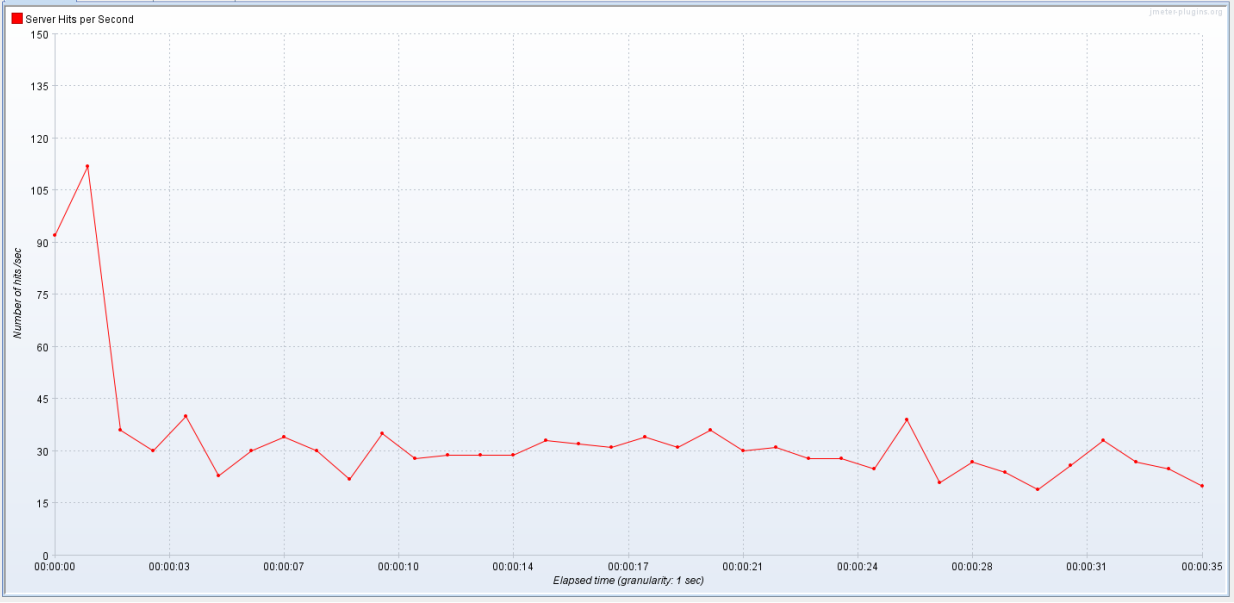 jmeter-plugins.org
Server Hits per Second
150
135
120
105
90
75
60
45
30
15
0
Number of hits /sec
00:00:00 00:00:03 00:00:07 00:00:10 00:00:14 00:00:17 00:00:21 00:00:24 00:00:28 00:00:31 00:00:35
Elapsed time (granularity: 1 sec)